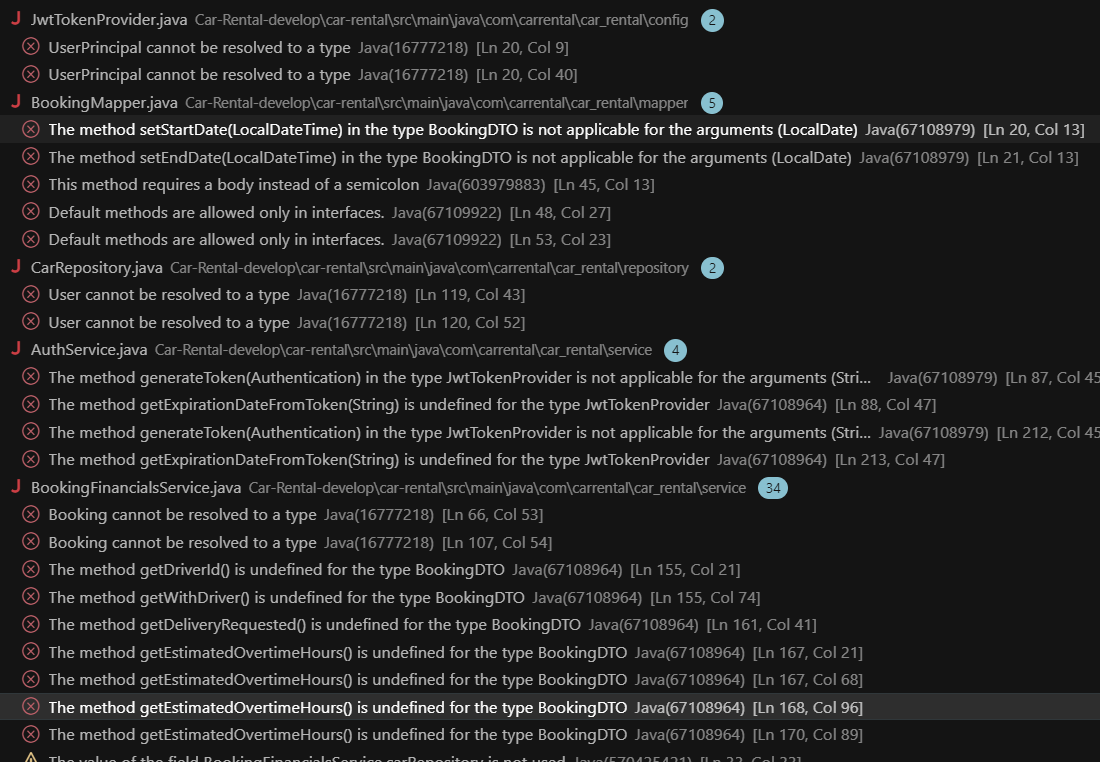 JwtTokenProvider.java Car-Rental-develop\car-rental\src\main\java\com\carrental\car_rental\config 2
UserPrincipal cannot be resolved to a type Java(16777218) [Ln 20, Col 9]
UserPrincipal cannot be resolved to a type Java(16777218) [Ln 20, Col 40]
BookingMapper.java Car-Rental-develop\car-rental\src\main\java\com\carrental\car_rental\mapper 5
The method setStartDate(LocalDateTime) in the type BookingDTO is not applicable for the arguments (LocalDate) Java(67108979) [Ln 20, Col 13]
The method setEndDate(LocalDateTime) in the type BookingDTO is not applicable for the arguments (LocalDate) Java(67108979) [Ln 21, Col 13]
This method requires a body instead of a semicolon Java(603979883) [Ln 45, Col 13]
Default methods are allowed only in interfaces. Java(67109922) [Ln 48, Col 27]
Default methods are allowed only in interfaces. Java(67109922) [Ln 53, Col 23]
CarRepository.java Car-Rental-develop\car-rental\src\main\java\com\carrental\car_rental\repository 2
User cannot be resolved to a type Java(16777218) [Ln 119, Col 43]
User cannot be resolved to a type Java(16777218) [Ln 120, Col 52]
AuthService.java Car-Rental-develop\car-rental\src\main\java\com\carrental\car_rental\service 4
The method generateToken(Authentication) in the type JwtTokenProvider is not applicable for the arguments (Stri... Java(67108979) [Ln 87, Col 45
The method getExpirationDateFromToken(String) is undefined for the type JwtTokenProvider Java(67108964) [Ln 88, Col 47]
The method generateToken(Authentication) in the type JwtTokenProvider is not applicable for the arguments (Stri... Java(67108979) [Ln 212, Col 45
The method getExpirationDateFromToken(String) is undefined for the type JwtTokenProvider Java(67108964) [Ln 213, Col 47]
BookingFinancialsService.java Car-Rental-develop\car-rental\src\main\java\com\carrental\car_rental\service 34
Booking cannot be resolved to a type Java(16777218) [Ln 66, Col 53]
Booking cannot be resolved to a type Java(16777218) [Ln 107, Col 54]
The method getDriverId() is undefined for the type BookingDTO Java(67108964) [Ln 155, Col 21]
The method getWithDriver() is undefined for the type BookingDTO Java(67108964) [Ln 155, Col 74]
The method getDeliveryRequested() is undefined for the type BookingDTO Java(67108964) [Ln 161, Col 41]
The method getEstimatedOvertimeHours() is undefined for the type BookingDTO Java(67108964) [Ln 167, Col 21]
The method getEstimatedOvertimeHours() is undefined for the type BookingDTO Java(67108964) [Ln 167, Col 68]
The method getEstimatedOvertimeHours() is undefined for the type BookingDTO Java(67108964) [Ln 168, Col 96]
The method getEstimatedOvertimeHours() is undefined for the type BookingDTO Java(67108964) [Ln 170, Col 89]
The value of the field BookingFinancialsService.carRepository is not used